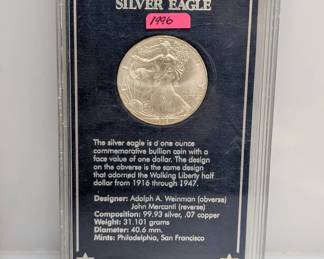 SILVER EAGLE
1996
The silver eagle is a one ounce
commemorative bullion coin with a
face value of one dollar. The design
on the obverse is the same design
that adorned the Walking Liberty half
dollar from 1916 through 1947.
Designer: Adolph A. Weinman (obverse)
John Mercanti (reverse)
Composition: 99.93 silver, .07 copper
Weight: 31.101 grams
Diameter: 40.6 mm.
Mints: Philadelphia, San Francisco